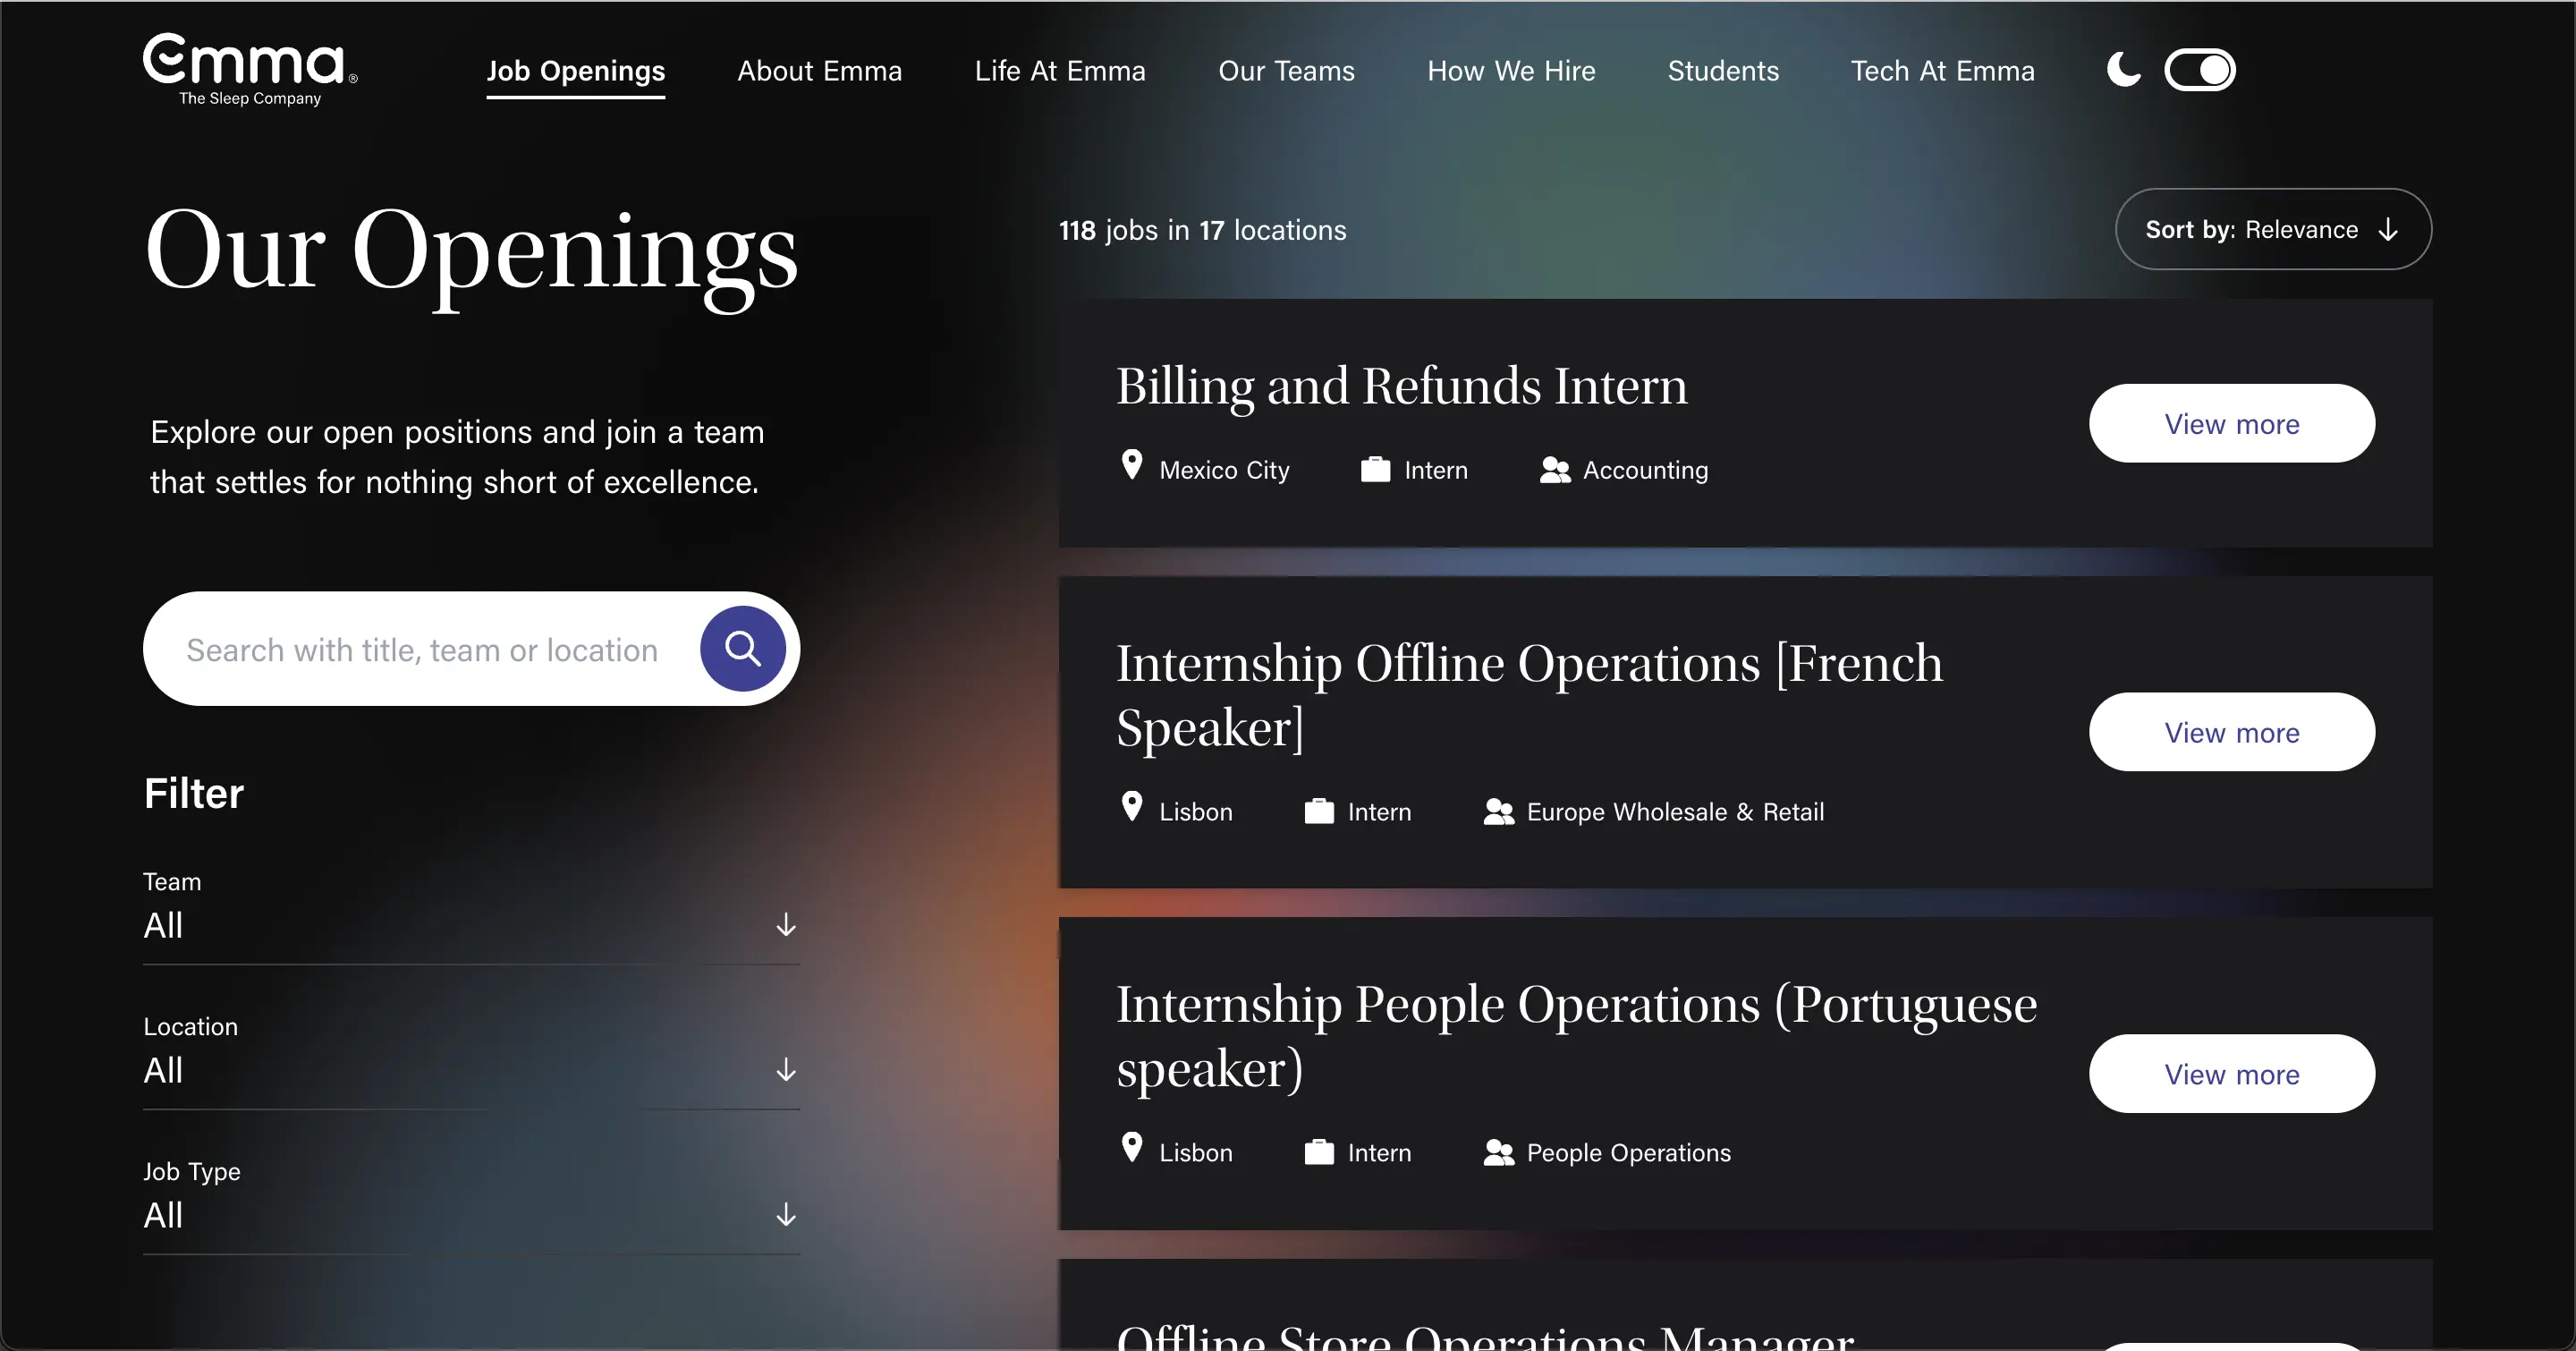 emma®
The Sleep Company
Job Openings
About Emma
Life At Emma
Our Teams
How We Hire
Students
Tech At Emma
Our Openings
Explore our open positions and join a team
that settles for nothing short of excellence.
Search with title, team or location
Filter
Team
All
Location
All
Job Type
All
118 jobs in 17 locations
Sort by: Relevance
Billing and Refunds Intern
Mexico City
Intern
Accounting
View more
Internship Offline Operations [French
Speaker]
Lisbon
Intern
Europe Wholesale & Retail
View more
Internship People Operations (Portuguese
speaker)
Lisbon
Intern
People Operations
View more
Offline Store Operations Manager